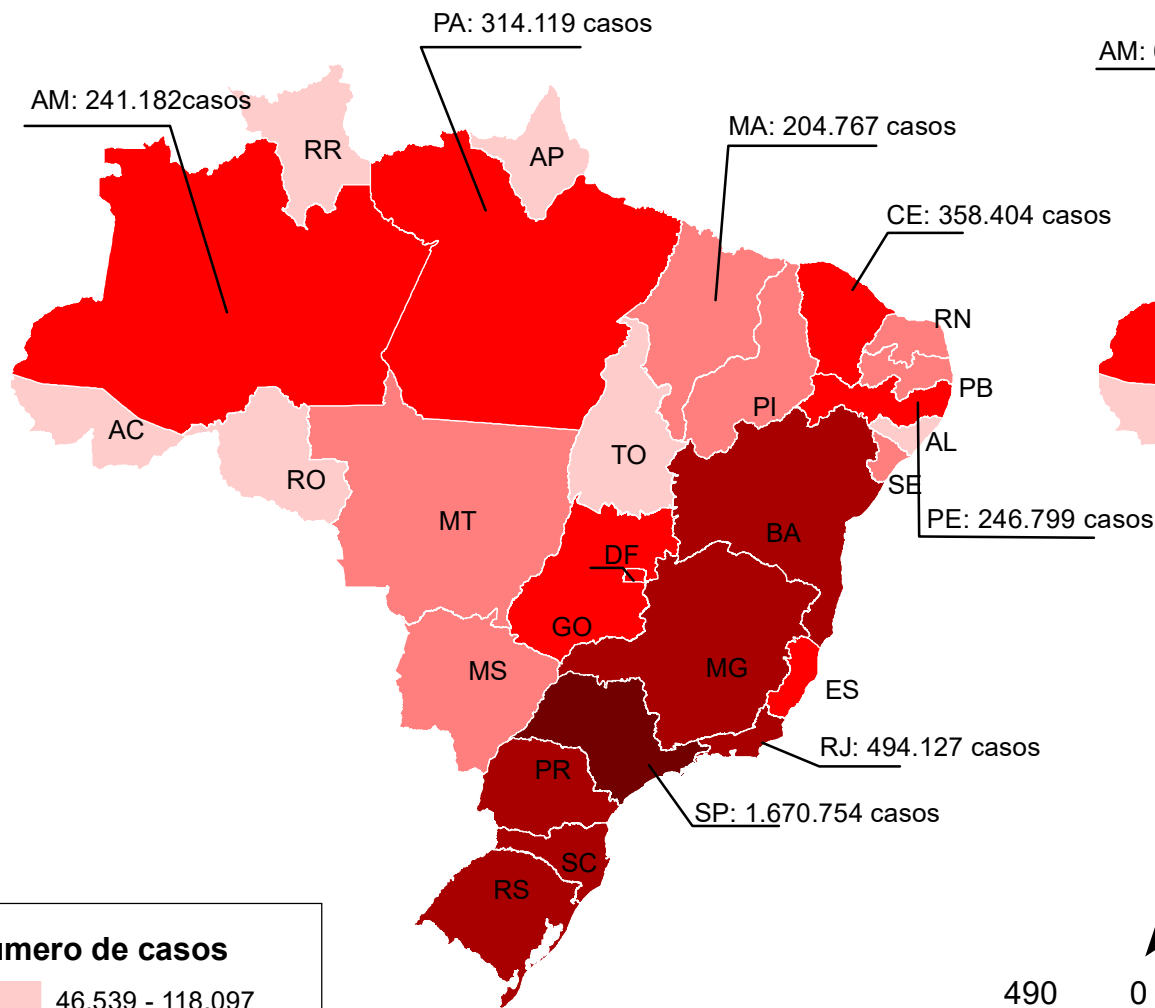 PA: 314.119 casos
AM:
AM: 241.182casos
MA: 204.767 casos
RR
AP
CE: 358.404 casos
RN
PB
PI
AC
AL
TO
RO
SE
MT
PE: 246.799 casos
BA
DF
GO
MG
MS
ES
RJ: 494.127 casos
PR
SP: 1.670.754 casos
SC
RS
úmero de casos
46.539 - 118.097
490 0